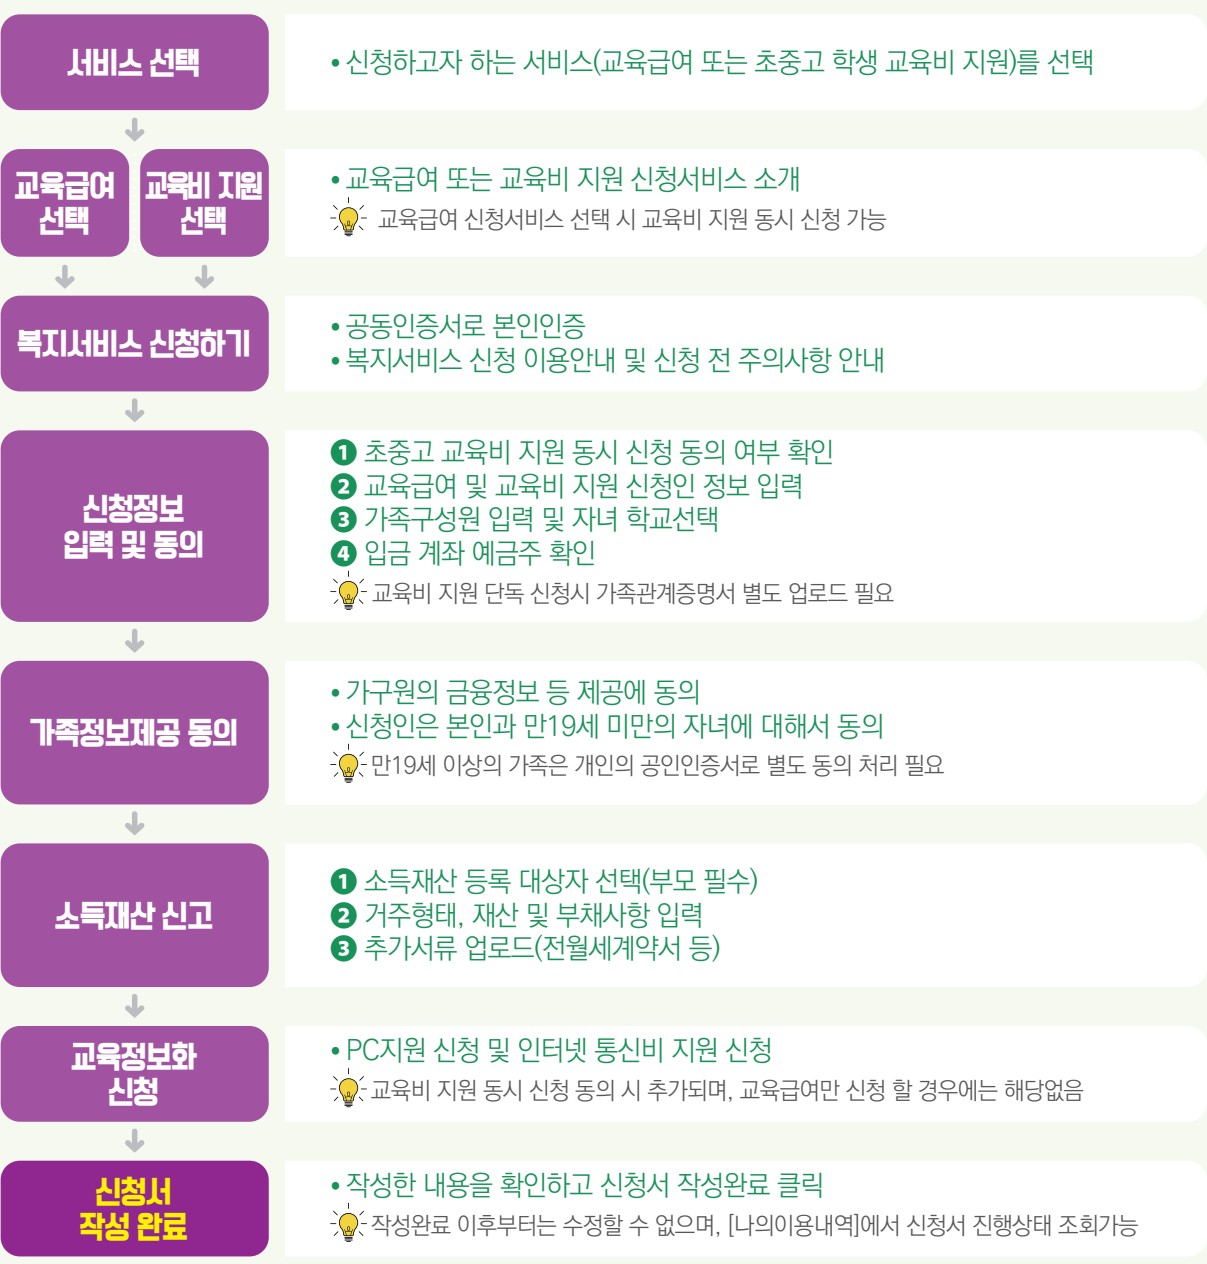 서비스 선택
• 신청하고자 하는 서비스(교육급여 또는 초중고 학생 교육비 지원)를 선택
교육급여
선택
교육비 지원
선택
• 교육급여 또는 교육비 지원 신청서비스 소개
교육급여 신청서비스 선택 시 교육비 지원 동시 신청 가능
복지서비스 신청하기
• 공동인증서로 본인인증
• 복지서비스 신청 이용안내 및 신청 전 주의사항 안내
신청정보
입력 및 동의
❶ 초중고 교육비 지원 동시 신청 동의 여부 확인
❷ 교육급여 및 교육비 지원 신청인 정보 입력
❸ 가족구성원 입력 및 자녀 학교선택
❹ 입금 계좌 예금주 확인
교육비 지원 단독 신청시 가족관계증명서 별도 업로드 필요
가족정보제공 동의
• 가구원의 금융정보 등 제공에 동의
• 신청인은 본인과 만19세 미만의 자녀에 대해서 동의
만19세 이상의 가족은 개인의 공인인증서로 별도 동의 처리 필요
소득재산 신고
❶ 소득재산 등록 대상자 선택(부모 필수)
❷ 거주형태, 재산 및 부채사항 입력
❸ 추가서류 업로드(전월세계약서 등)
교육정보화
신청
• PC지원 신청 및 인터넷 통신비 지원 신청
교육비 지원 동시 신청 동의 시 추가되며, 교육급여만 신청 할 경우에는 해당없음
신청서
작성 완료
• 작성한 내용을 확인하고 신청서 작성완료 클릭
작성완료 이후부터는 수정할 수 없으며, [나의이용내역]에서 신청서 진행상태 조회가능